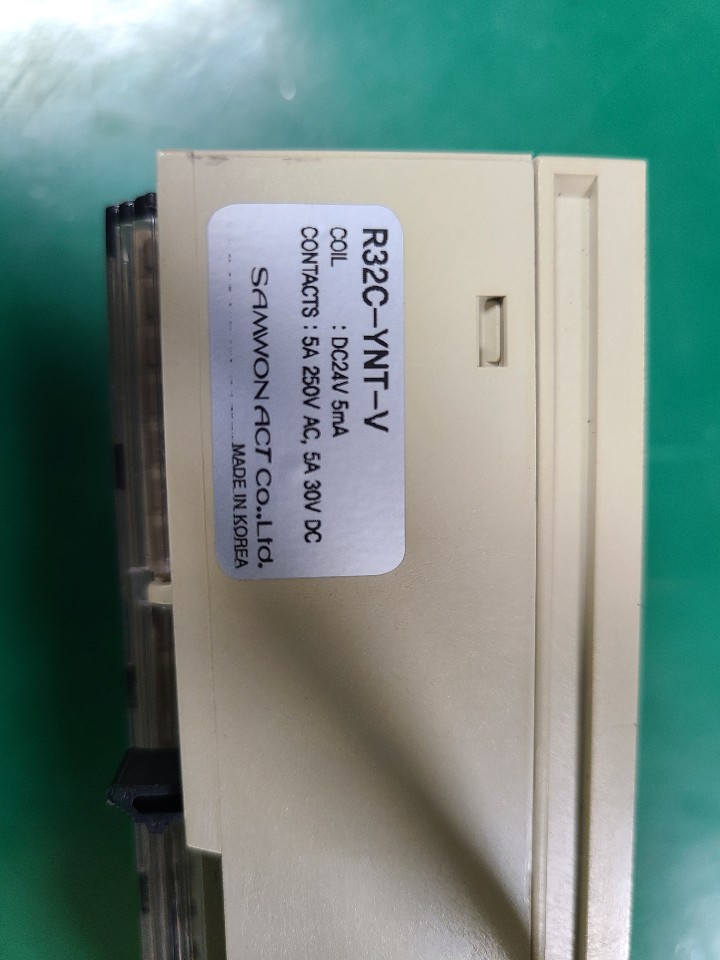 R32C-YNT-V
COIL : DC24V 5mA
CONTACTS : 5A 250V AC, 5A 30V DC
SAMWON ACT Co.,Ltd.
MADE IN KOREA